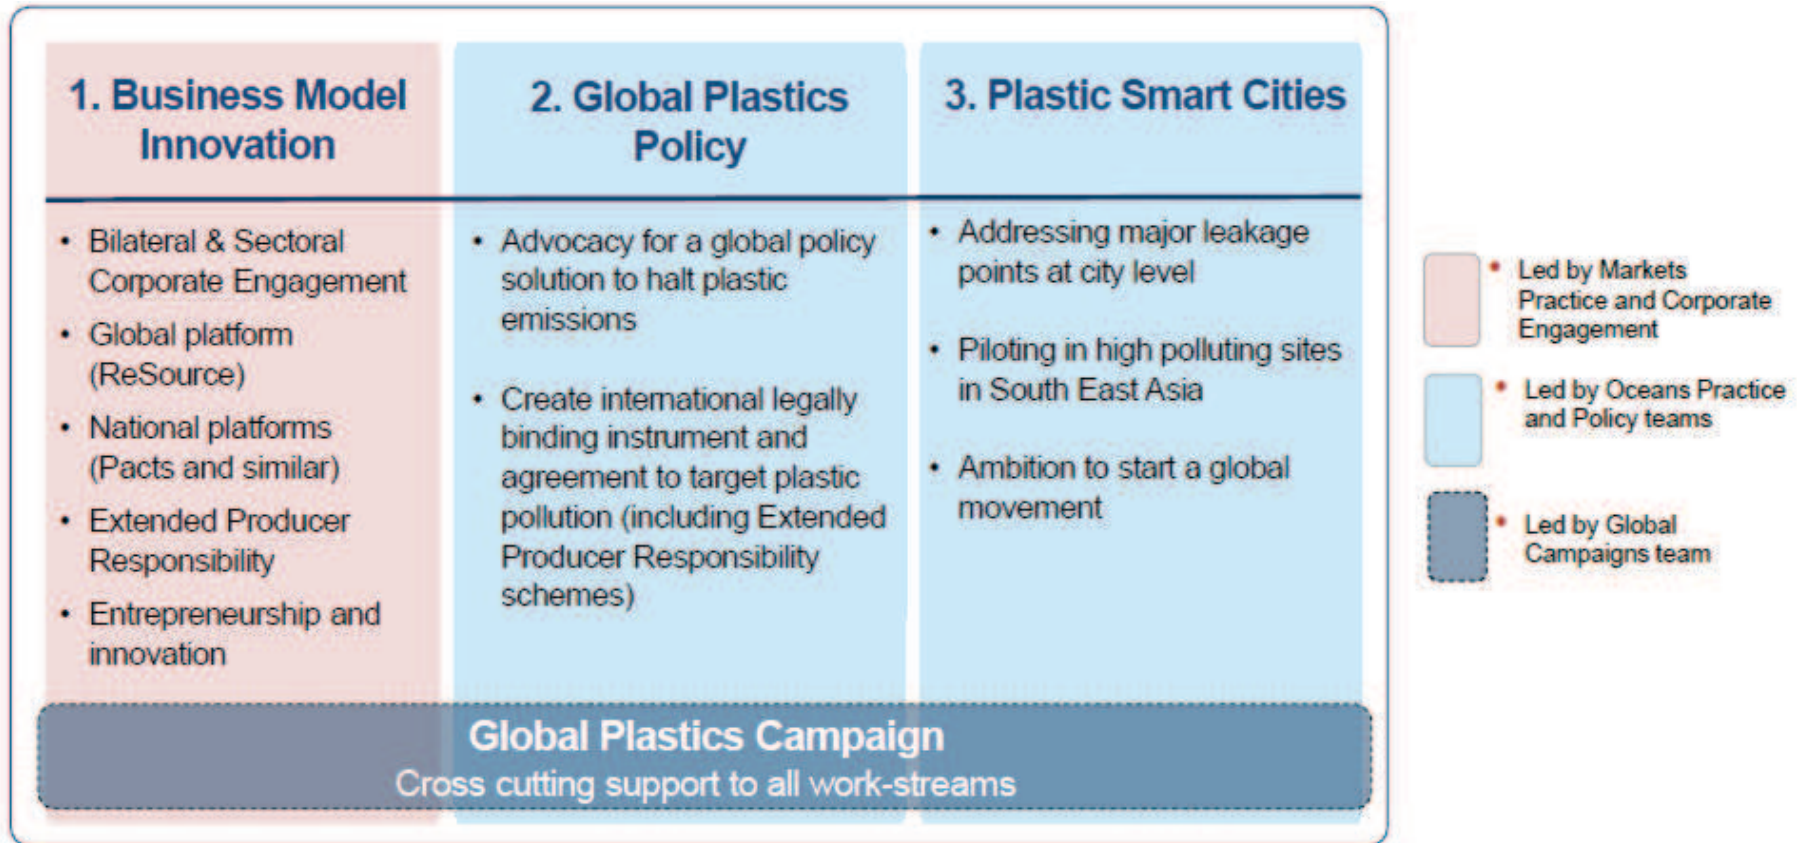 1. Business Model
Innovation
• Bilateral & Sectoral
Corporate Engagement
• Global platform
(ReSource)
• National platforms
(Pacts and similar)
• Extended Producer
Responsibility
• Entrepreneurship and
innovation
2. Global Plastics
Policy
• Advocacy for a global policy
solution to halt plastic
emissions
• Create international legally
binding instrument and
agreement to target plastic
pollution (including Extended
Producer Responsibility
schemes)
3. Plastic Smart Cities
• Addressing major leakage
points at city level
• Piloting in high polluting sites
in South East Asia
• Ambition to start a global
movement
Global Plastics Campaign
Cross cutting support to all work-streams
• Led by Markets
Practice and Corporate
Engagement
• Led by Oceans Practice
and Policy teams
• Led by Global
Campaigns team